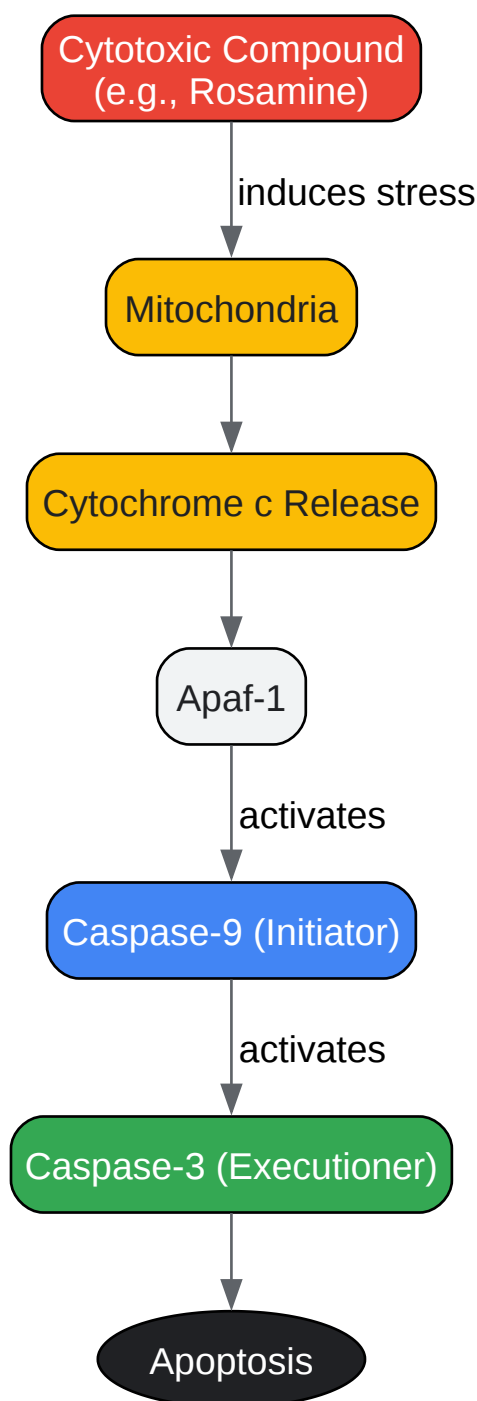 Cytotoxic Compound
(e.g., Rosamine)
induces stress
Mitochondria
Cytochrome c Release
Apaf-1
activates
Caspase-9 (Initiator)
activates
Caspase-3 (Executioner)
Apoptosis